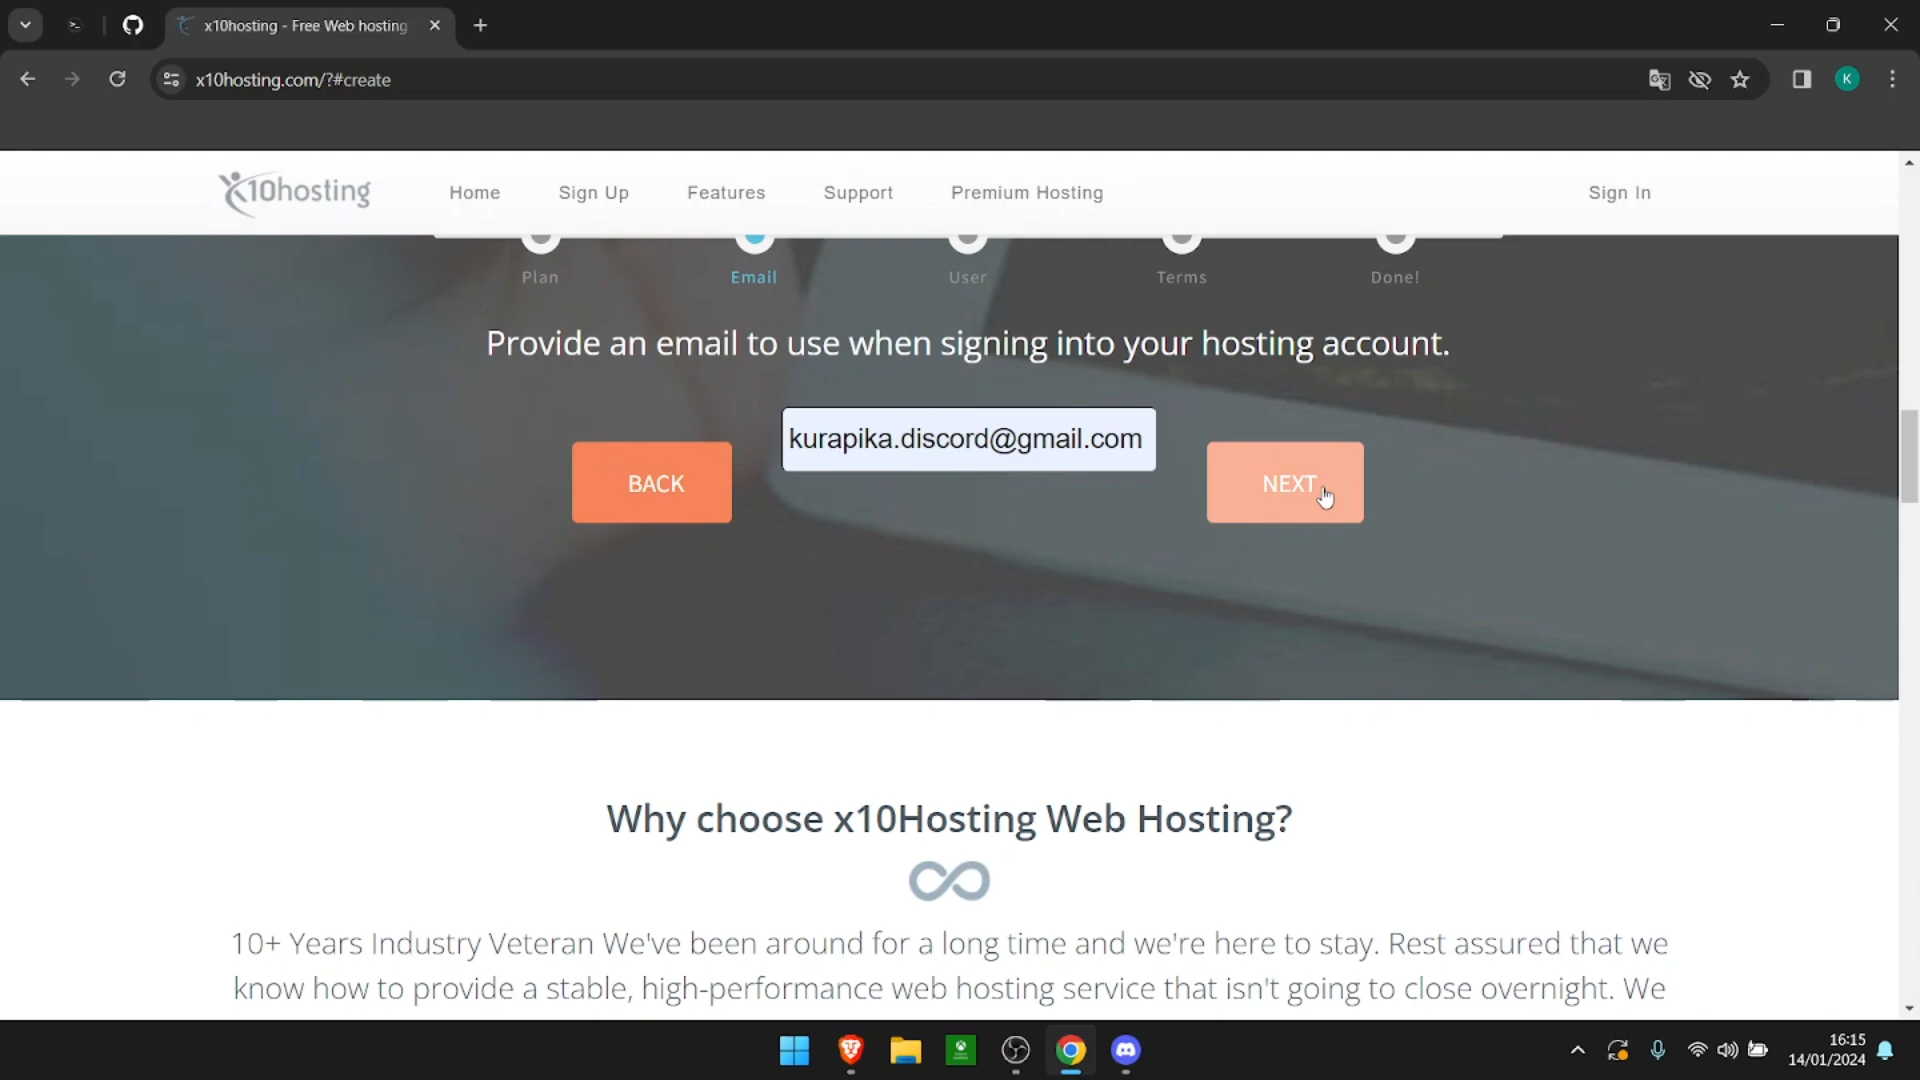 x10hosting - Free Web hosting
x10hosting.com/?#create
K
x10hosting
Home
Sign Up
Features
Support
Premium Hosting
Sign In
Plan
Email
User
Terms
Done!
Provide an email to use when signing into your hosting account.
kurapika.discord@gmail.com
BACK
NEXT
Why choose x10Hosting Web Hosting?
10+ Years Industry Veteran We've been around for a long time and we're here to stay. Rest assured that we
know how to provide a stable, high-performance web hosting service that isn't going to close overnight. We
16:15
14/01/2024